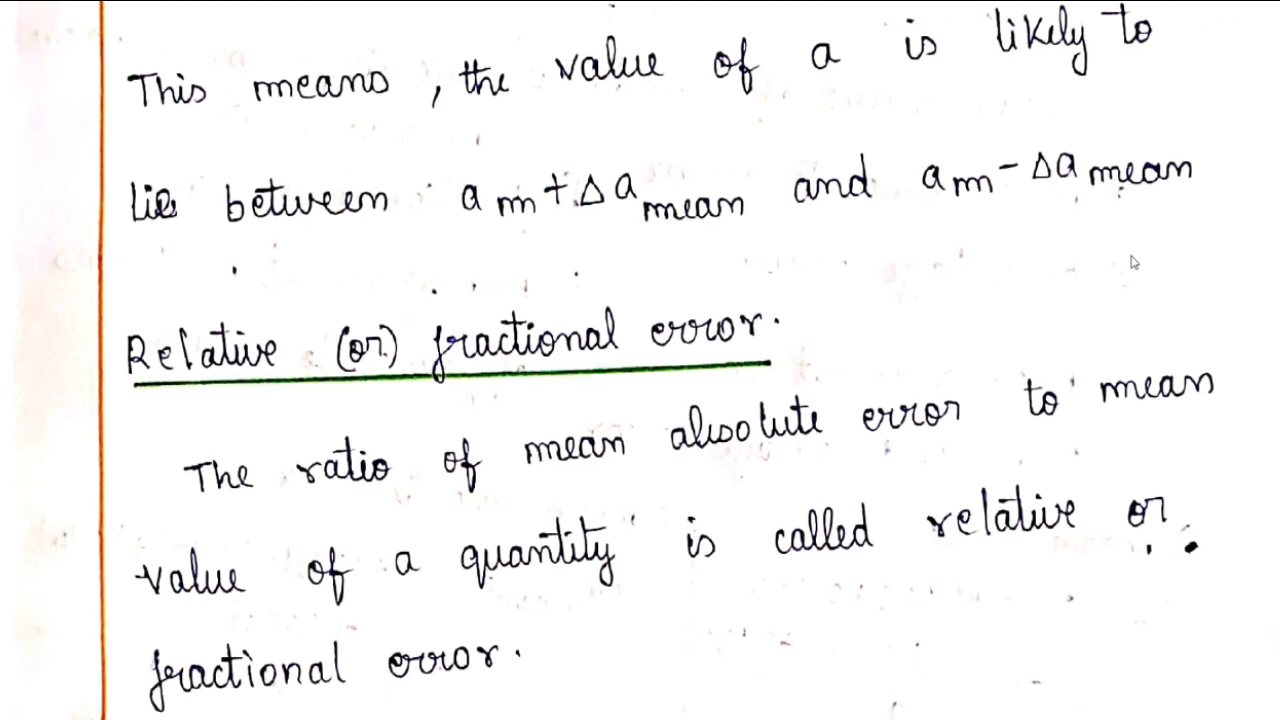 This means, the value of a is likely to
lie between a m + Δ a mean and a m - Δa mean
Relative (or) fractional error.
The ratio of mean absolute error to mean
value of a quantity is called relative or
fractional error.